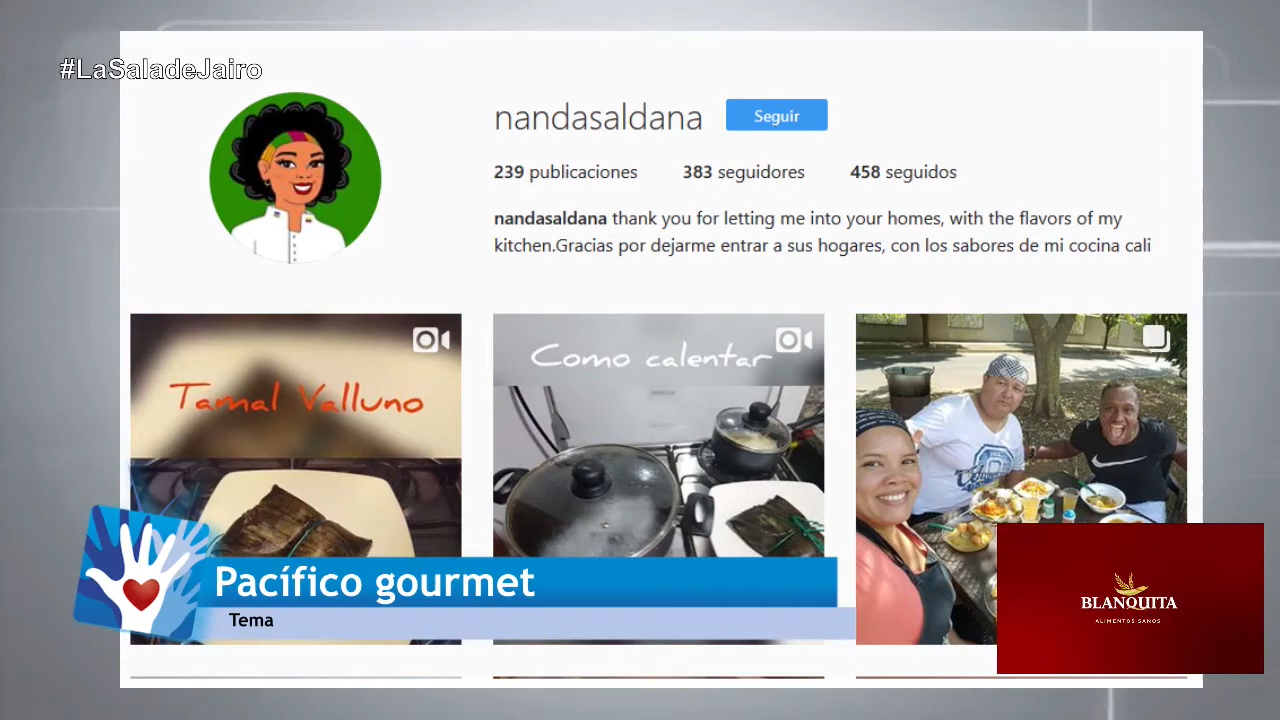 #LaSaladeJairo
nandasaldana Seguir
239 publicaciones 383 seguidores 458 seguidos
nandasaldana thank you for letting me into your homes, with the flavors of my
kitchen.Gracias por dejarme entrar a sus hogares, con los sabores de mi cocina cali
Tamal Valluno
Como calentar
Pacífico gourmet
Tema
BLANQUITA
ALIMENTOS SANOS